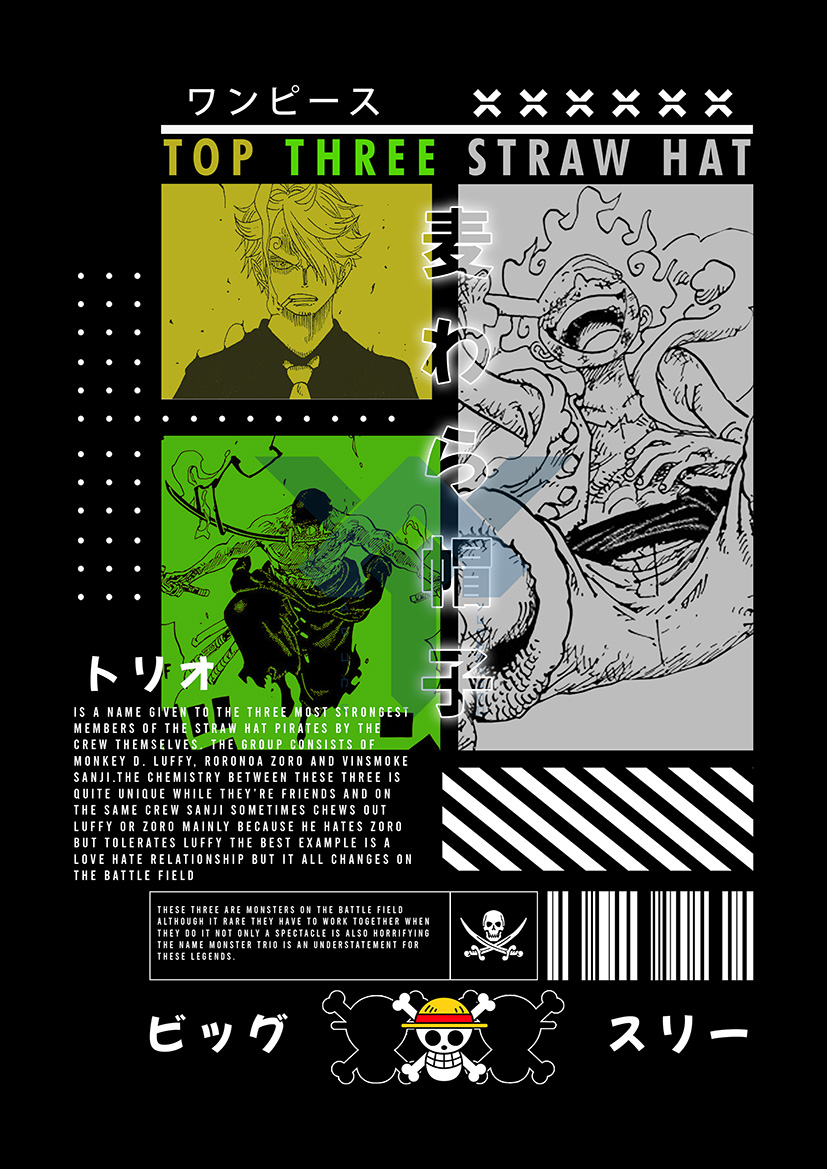 ワンピース
TOP THREE STRAW HAT
麦わら帽子
トリオ
IS A NAME GIVEN TO THE THREE MOST STRONGEST
MEMBERS OF THE STRAW HAT PIRATES BY THE
CREW THEMSELVES. THE GROUP CONSISTS OF
MONKEY D. LUFFY, RORONOA ZORO AND VINSMOKE
SANJI.THE CHEMISTRY BETWEEN THESE THREE IS
QUITE UNIQUE WHILE THEY'RE FRIENDS AND ON
THE SAME CREW SANJI SOMETIMES CHEWS OUT
LUFFY OR ZORO MAINLY BECAUSE HE HATES ZORO
BUT TOLERATES LUFFY THE BEST EXAMPLE IS A
LOVE HATE RELATIONSHIP BUT IT ALL CHANGES ON
THE BATTLE FIELD
THESE THREE ARE MONSTERS ON THE BATTLE FIELD
ALTHOUGH IT RARE THEY HAVE TO WORK TOGETHER WHEN
THEY DO IT NOT ONLY A SPECTACLE IS ALSO HORRIFYING
THE NAME MONSTER TRIO IS AN UNDERSTATEMENT FOR
THESE LEGENDS.
ビッグ スリー